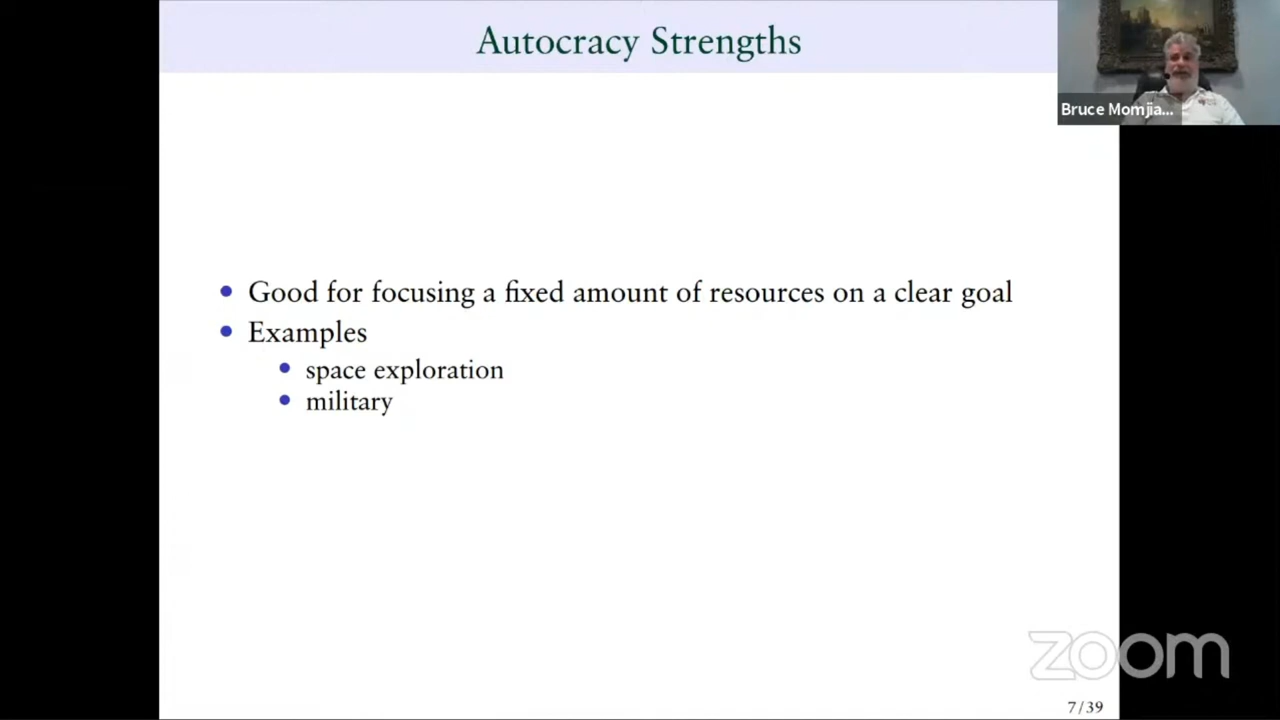 Autocracy Strengths
Bruce Momjia...
• Good for focusing a fixed amount of resources on a clear goal
• Examples
• space exploration
• military
zoom
7/39